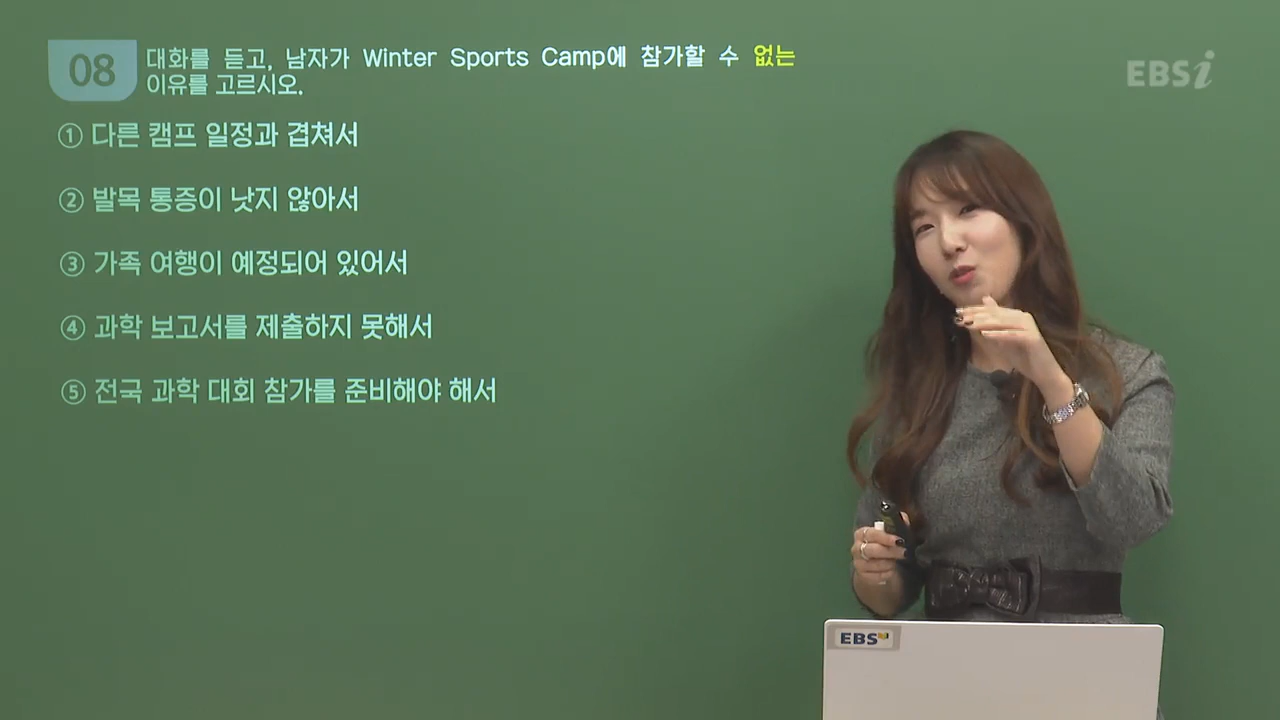 08
대화를 듣고, 남자가 Winter Sports Camp에 참가할 수 없는
이유를 고르시오.
EBSi
① 다른 캠프 일정과 겹쳐서
② 발목 통증이 낫지 않아서
③ 가족 여행이 예정되어 있어서
④ 과학 보고서를 제출하지 못해서
⑤ 전국 과학 대회 참가를 준비해야 해서
EBS